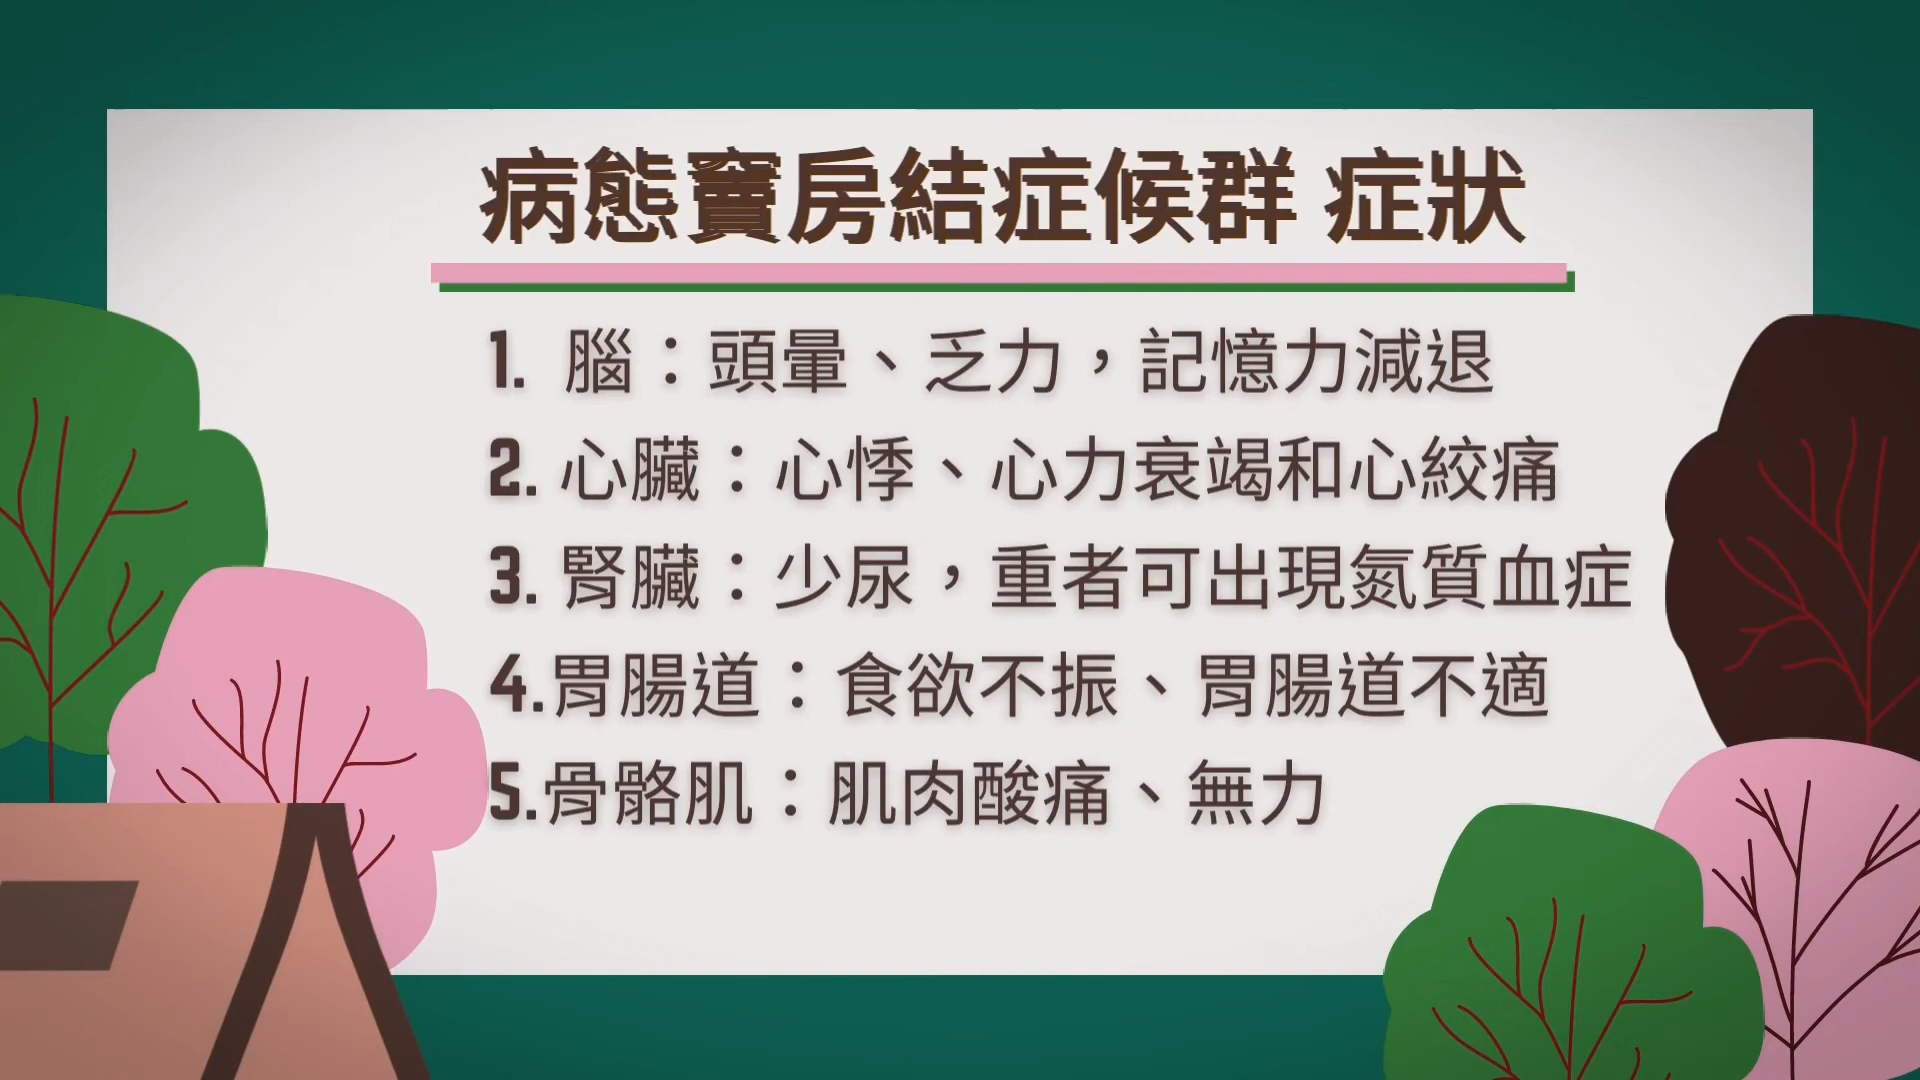 病態竇房結症候群 症狀
1. 腦：頭暈、乏力，記憶力減退
2. 心臟：心悸、心力衰竭和心絞痛
3. 腎臟：少尿，重者可出現氮質血症
4.胃腸道：食欲不振、胃腸道不適
5.骨骼肌：肌肉酸痛、無力